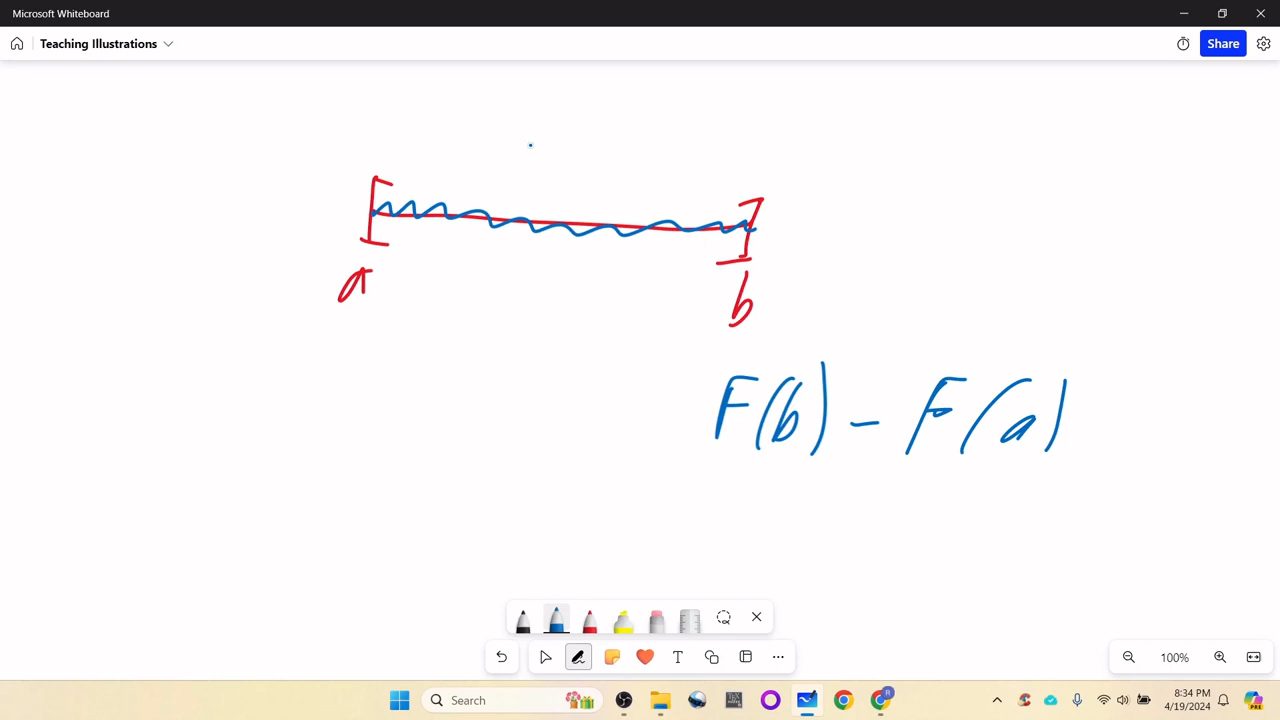 Microsoft Whiteboard
Teaching Illustrations
Share
a
b
F(b) - F(a)
100%
Search
8:34 PM
4/19/2024